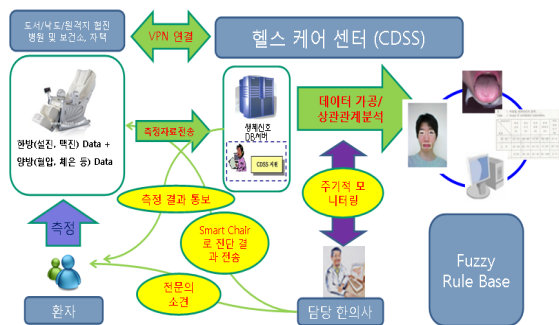 도서/낙도/원격지 협진
병원 및 보건소, 자택
VPN 연결
헬스 케어 센터 (CDSS)
한방(설진, 맥진) Data +
양방(혈압, 체온 등) Data
측정자료전송
생체신호
DB서버
CDSS 지원
데이터 가공/
상관관계분석
측정 결과 통보
주기적 모
니터링
Smart Chair
로 진단 결
과 전송
측정
전문의
소견
환자
담당 한의사
Fuzzy
Rule Base